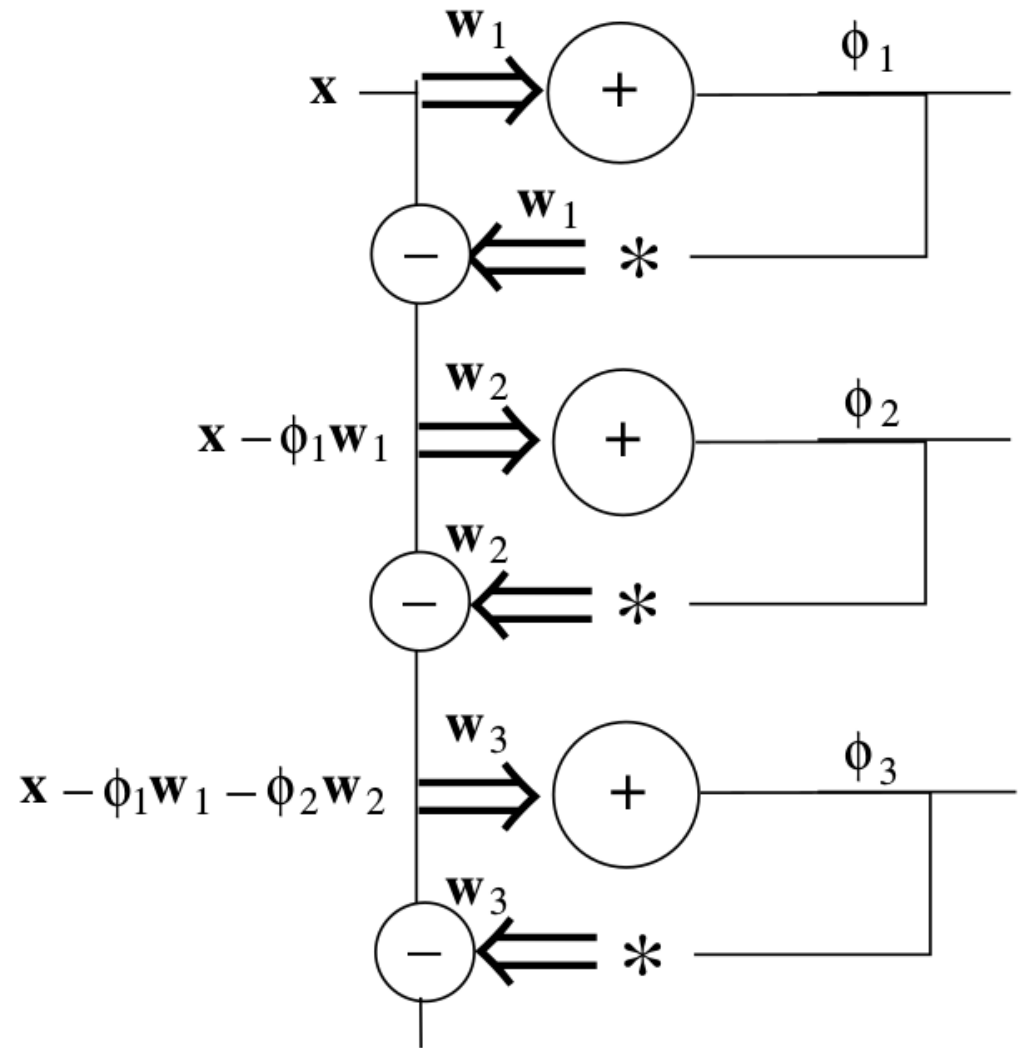 w₁
x + ϕ₁
w₁
− *
w₂
x − ϕ₁w₁ + ϕ₂
w₂
− *
w₃
x − ϕ₁w₁ − ϕ₂w₂ + ϕ₃
w₃
− *